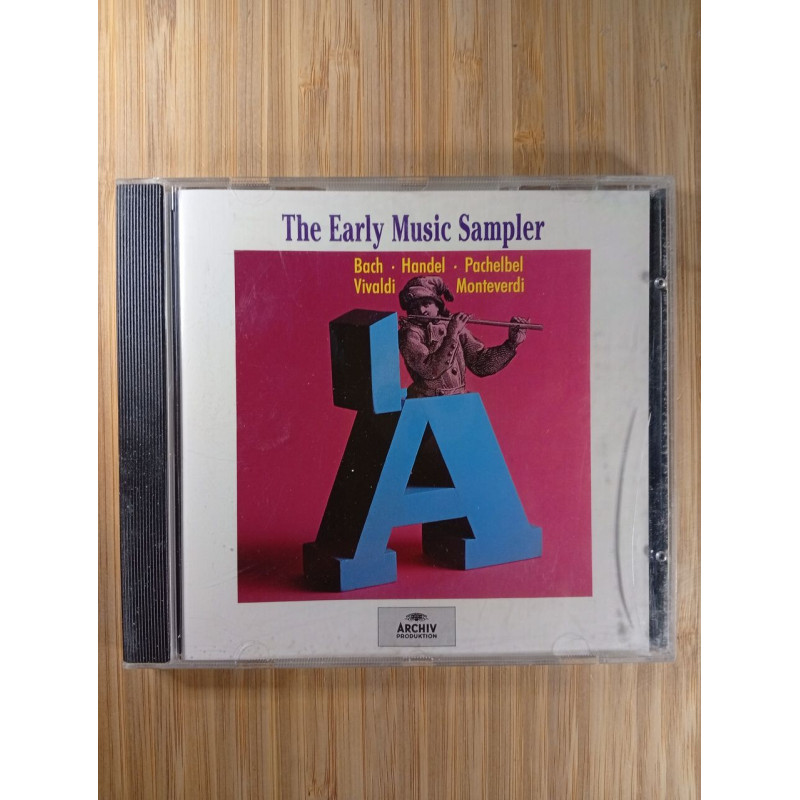 The Early Music Sampler
Bach · Handel · Pachelbel
Vivaldi Monteverdi
A
ARCHIV
PRODUKTION